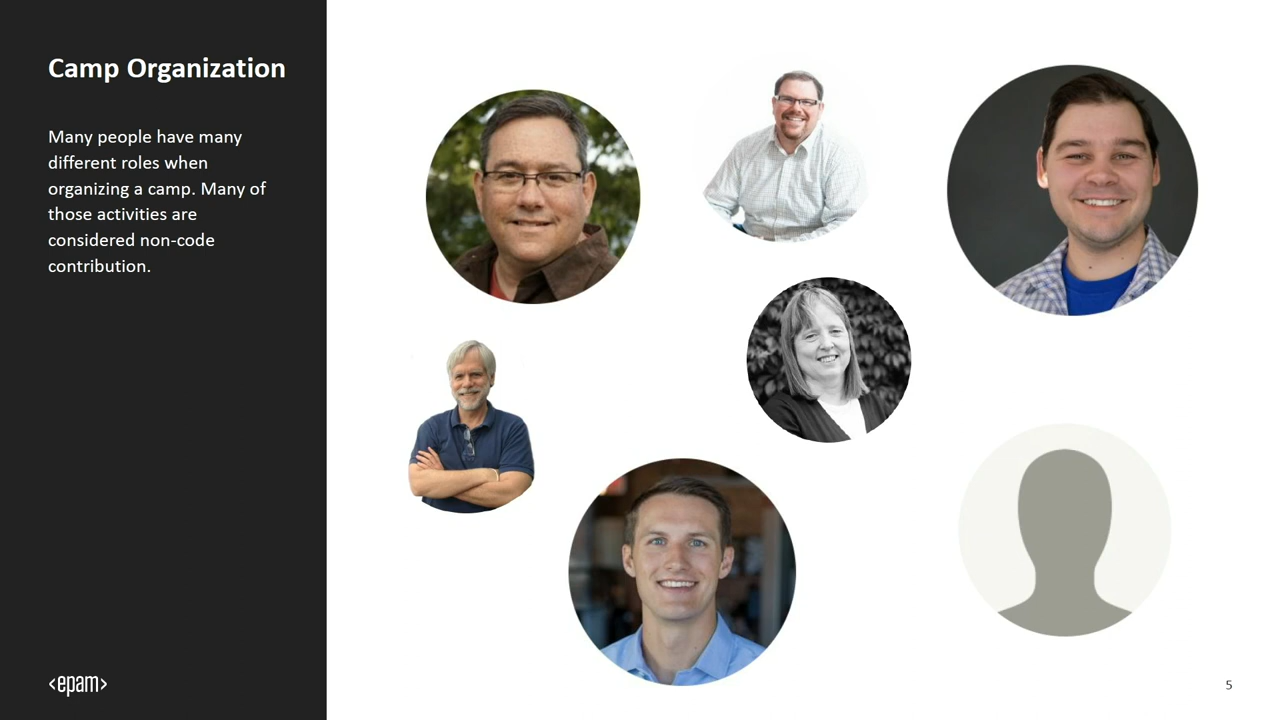 Camp Organization
Many people have many
different roles when
organizing a camp. Many of
those activities are
considered non-code
contribution.
<epam>
5